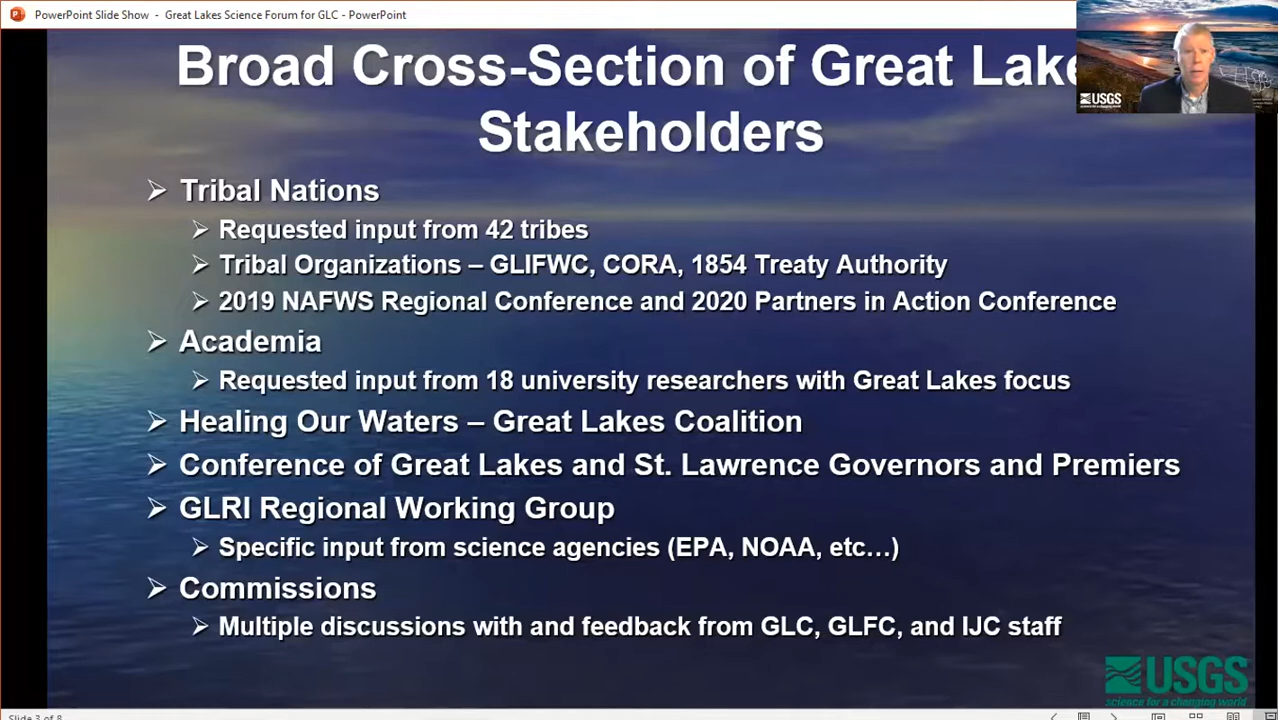 PowerPoint Slide Show - Great Lakes Science Forum for GLC - PowerPoint
Broad Cross-Section of Great Lake
Stakeholders
USGS
Tribal Nations
Requested input from 42 tribes
Tribal Organizations – GLIFWC, CORA, 1854 Treaty Authority
2019 NAFWS Regional Conference and 2020 Partners in Action Conference
Academia
Requested input from 18 university researchers with Great Lakes focus
Healing Our Waters – Great Lakes Coalition
Conference of Great Lakes and St. Lawrence Governors and Premiers
GLRI Regional Working Group
Specific input from science agencies (EPA, NOAA, etc…)
Commissions
Multiple discussions with and feedback from GLC, GLFC, and IJC staff
USGS
science for a changing world
Slide 3 of 8